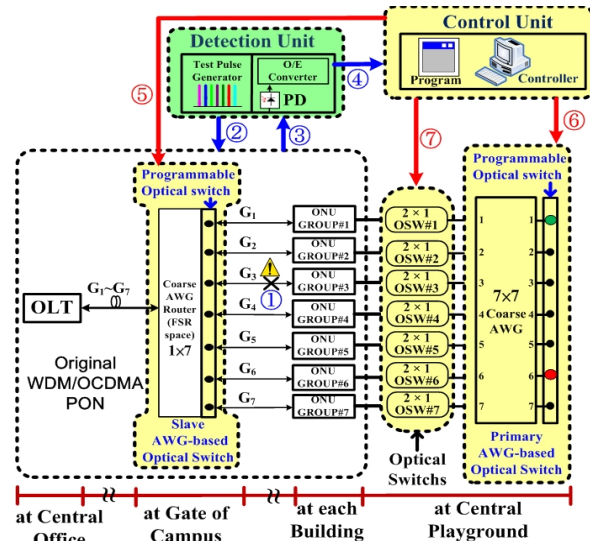 Control Unit
Program
Controller
Detection Unit
Test Pulse
Generator
O/E
Converter
PD
④
⑤
②
③
⑥
⑦
Programmable
Optical switch
Programmable
Optical switch
OLT
G₁~G₇
Original
WDM/OCDMA
PON
Coarse
AWG
Router
(FSR
space)
1×7
Slave
AWG-based
Optical Switch
G₁
G₂
G₃
①
G₄
G₅
G₆
G₇
ONU
GROUP#1
ONU
GROUP#2
ONU
GROUP#3
ONU
GROUP#4
ONU
GROUP#5
ONU
GROUP#6
ONU
GROUP#7
2 × 1
OSW#1
2 × 1
OSW#2
2 × 1
OSW#3
2 × 1
OSW#4
2 × 1
OSW#5
2 × 1
OSW#6
2 × 1
OSW#7
Optical
Switchs
1
2
3
4
5
6
7
7×7
Coarse
AWG
1
2
3
4
5
6
7
Primary
AWG-based
Optical Switch
at Central
Office
at Gate of
Campus
at each
Building
at Central
Playground